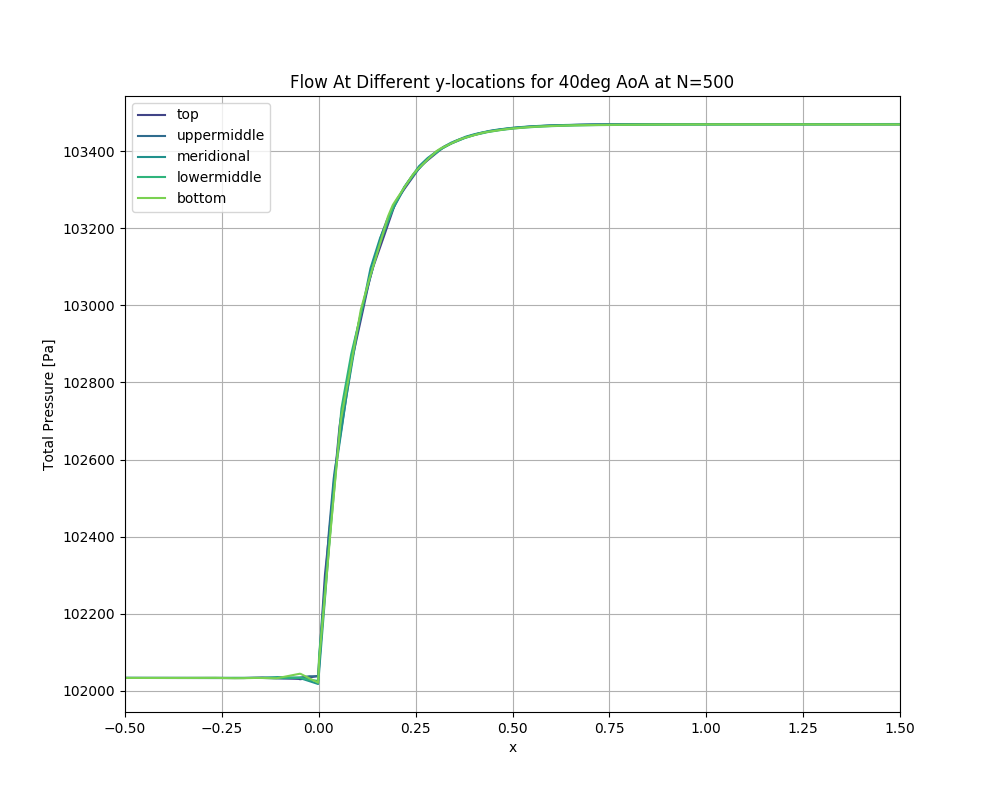 Flow At Different y-locations for 40deg AoA at N=500
top
uppermiddle
meridional
lowermiddle
bottom
Total Pressure [Pa]
103400
103200
103000
102800
102600
102400
102200
102000
−0.50 −0.25 0.00 0.25 0.50 0.75 1.00 1.25 1.50
x